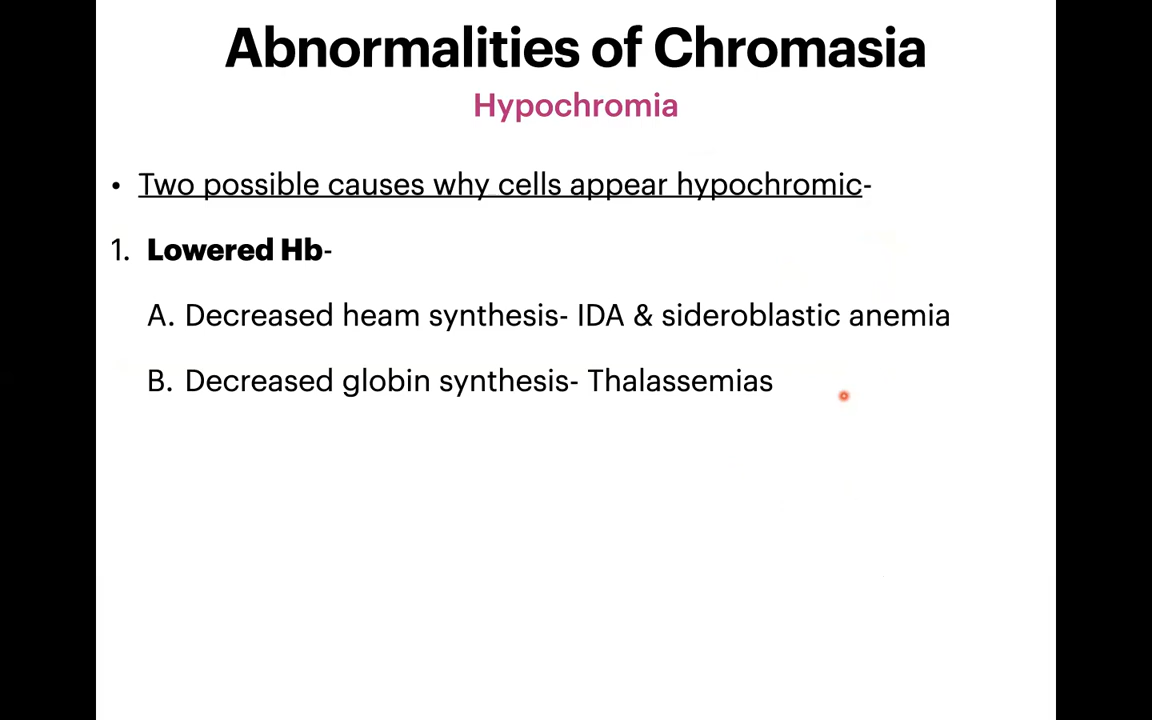 Abnormalities of Chromasia
Hypochromia
• Two possible causes why cells appear hypochromic-
1. Lowered Hb-
A. Decreased heam synthesis- IDA & sideroblastic anemia
B. Decreased globin synthesis- Thalassemias